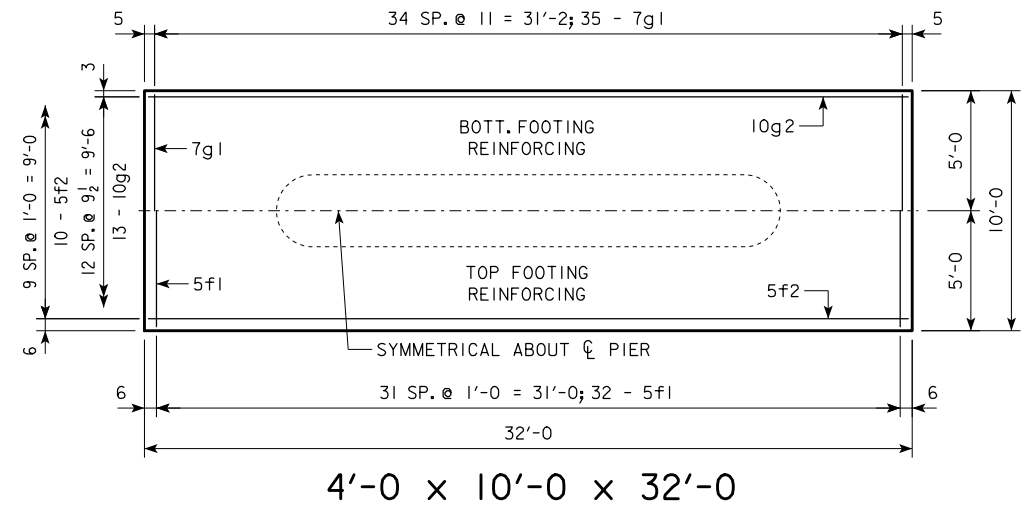 34 SP. @ 11 = 31'-2; 35 - 7g1
5
5
3
BOTT. FOOTING
REINFORCING
10g2
7g1
9 SP. @ 1'-0 = 9'-0
10 - 5f2
12 SP. @ 9 1/2 = 9'-6
13 - 10g2
5'-0
10'-0
5'-0
TOP FOOTING
REINFORCING
5f1
5f2
6
SYMMETRICAL ABOUT ℄ PIER
31 SP. @ 1'-0 = 31'-0; 32 - 5f1
6
6
32'-0
4'-0 x 10'-0 x 32'-0